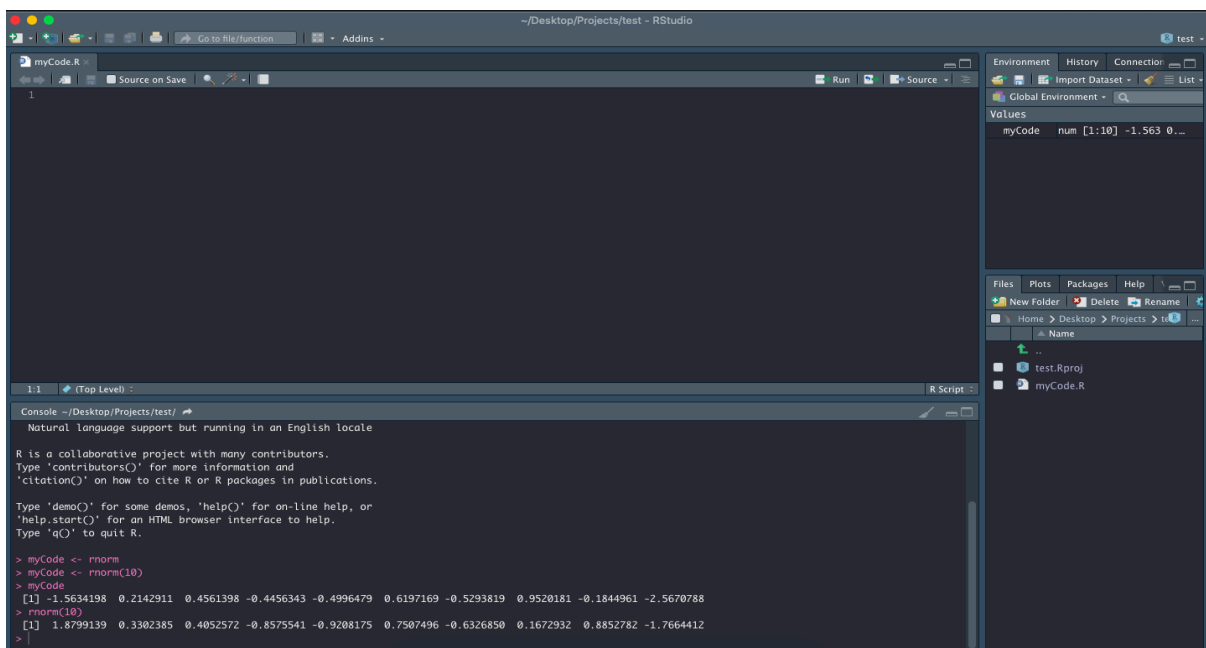 ~/Desktop/Projects/test - RStudio
Go to file/function Addins test
myCode.R
Source on Save Run Source
1
1:1 (Top Level) R Script
Console ~/Desktop/Projects/test/
Natural language support but running in an English locale
R is a collaborative project with many contributors.
Type 'contributors()' for more information and
'citation()' on how to cite R or R packages in publications.
Type 'demo()' for some demos, 'help()' for on-line help, or
'help.start()' for an HTML browser interface to help.
Type 'q()' to quit R.
> myCode <- rnorm
> myCode <- rnorm(10)
> myCode
[1] -1.5634198 0.2142911 0.4561398 -0.4456343 -0.4996479 0.6197169 -0.5293819 0.9520181 -0.1844961 -2.5670788
> rnorm(10)
[1] 1.8799139 0.3302385 0.4052572 -0.8575541 -0.9208175 0.7507496 -0.6326850 0.1672932 0.8852782 -1.7664412
>
Environment History Connection
Import Dataset List
Global Environment
Values
myCode num [1:10] -1.563 0....
Files Plots Packages Help
New Folder Delete Rename
Home > Desktop > Projects > te ...
Name
..
test.Rproj
myCode.R